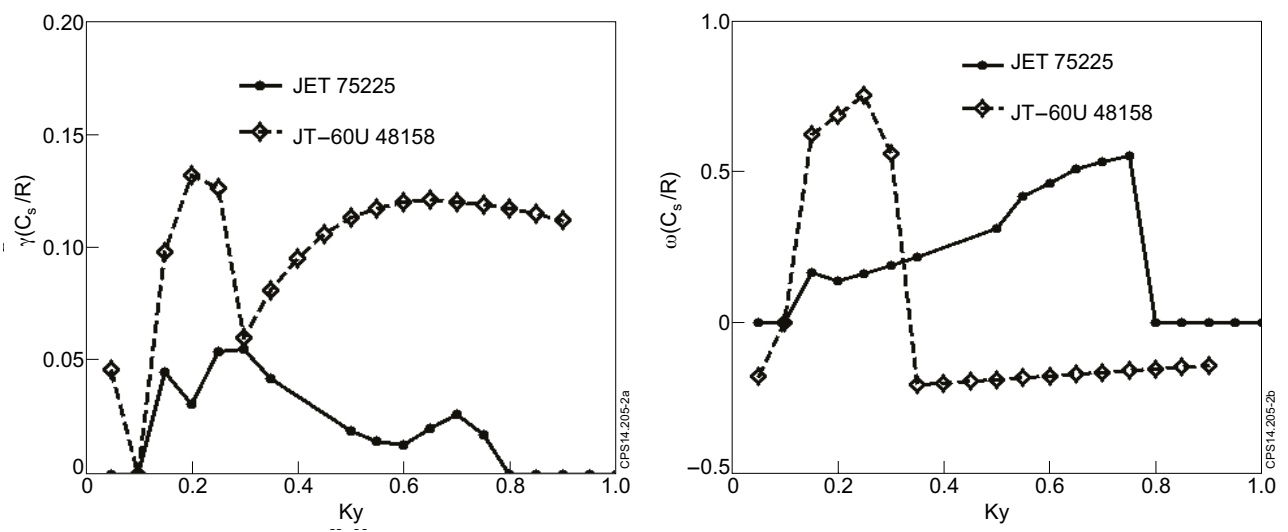 0.20
0.15
0.10
0.05
0
γ(Cs /R)
JET 75225
JT–60U 48158
0 0.2 0.4 0.6 0.8 1.0
Ky
CPS14.205-2a
1.0
0.5
0
–0.5
ω(Cs /R)
JET 75225
JT–60U 48158
0 0.2 0.4 0.6 0.8 1.0
Ky
CPS14.205-2b